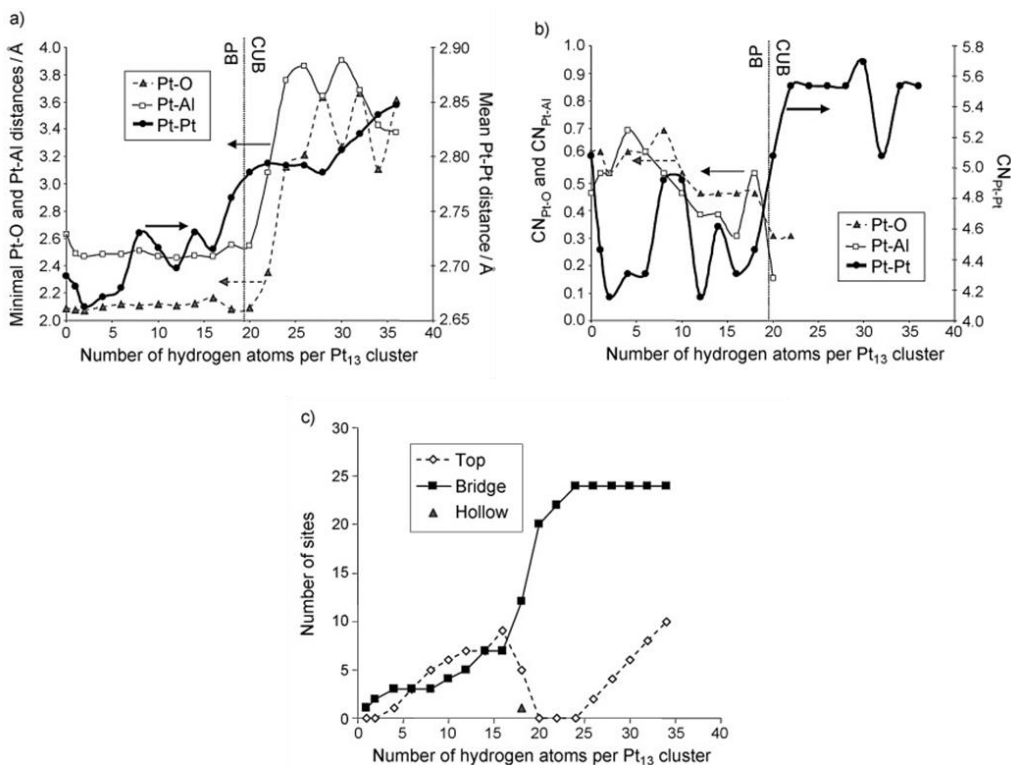 a)
4.0
3.8
3.6
3.4
3.2
3.0
2.8
2.6
2.4
2.2
2.0
Minimal Pt-O and Pt-Al distances / Å
BP
CUB
Pt-O
Pt-Al
Pt-Pt
2.90
2.85
2.80
2.75
2.70
2.65
Mean Pt-Pt distance / Å
0 5 10 15 20 25 30 35 40
Number of hydrogen atoms per Pt13 cluster
b)
1.0
0.9
0.8
0.7
0.6
0.5
0.4
0.3
0.2
0.1
0.0
CNPt-O and CNPt-Al
BP
CUB
Pt-O
Pt-Al
Pt-Pt
5.8
5.6
5.4
5.2
5.0
4.8
4.6
4.4
4.2
4.0
CNPt-Pt
0 10 20 30 40
Number of hydrogen atoms per Pt13 cluster
c)
30
25
20
15
10
5
0
Number of sites
Top
Bridge
Hollow
0 5 10 15 20 25 30 35 40
Number of hydrogen atoms per Pt13 cluster